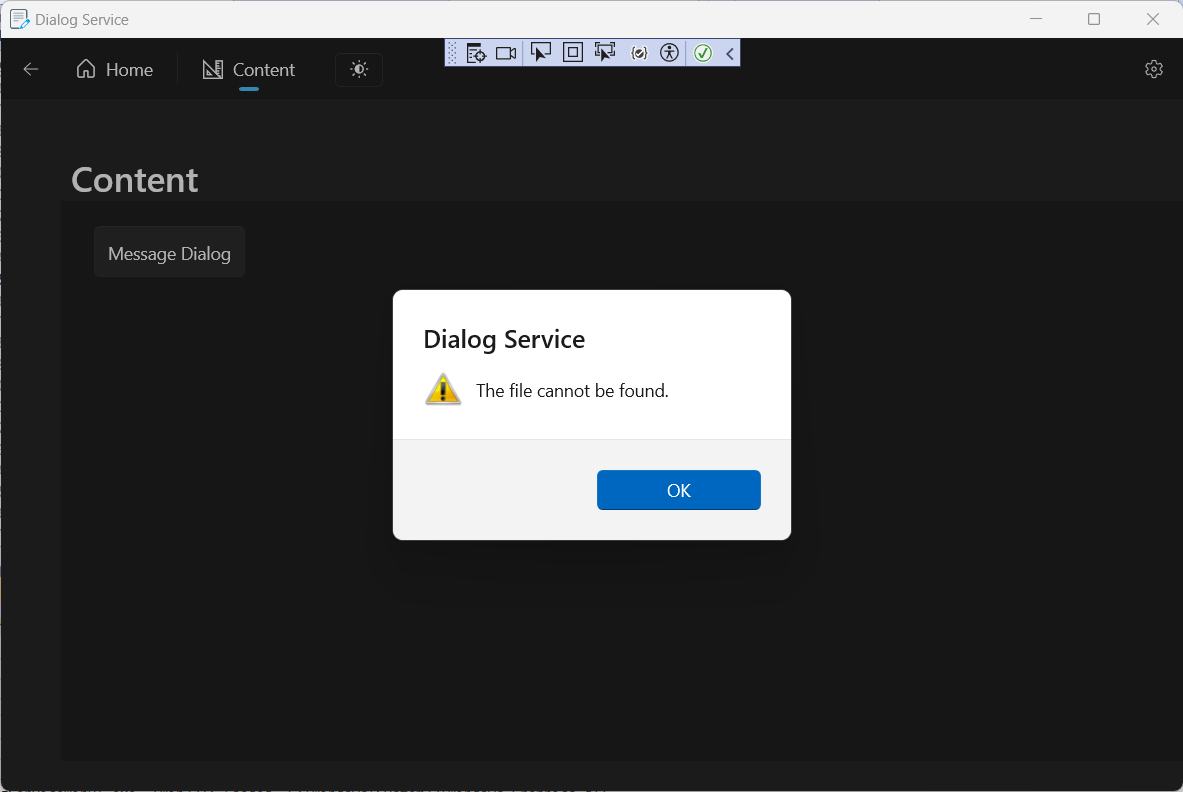 Dialog Service
Home
Content
Content
Message Dialog
Dialog Service
The file cannot be found.
OK